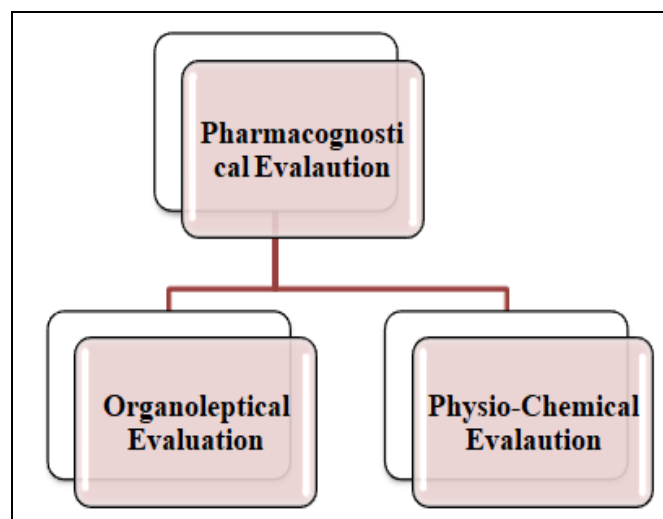 Pharmacognosti
cal Evalaution
Organoleptical
Evaluation
Physio-Chemical
Evalaution